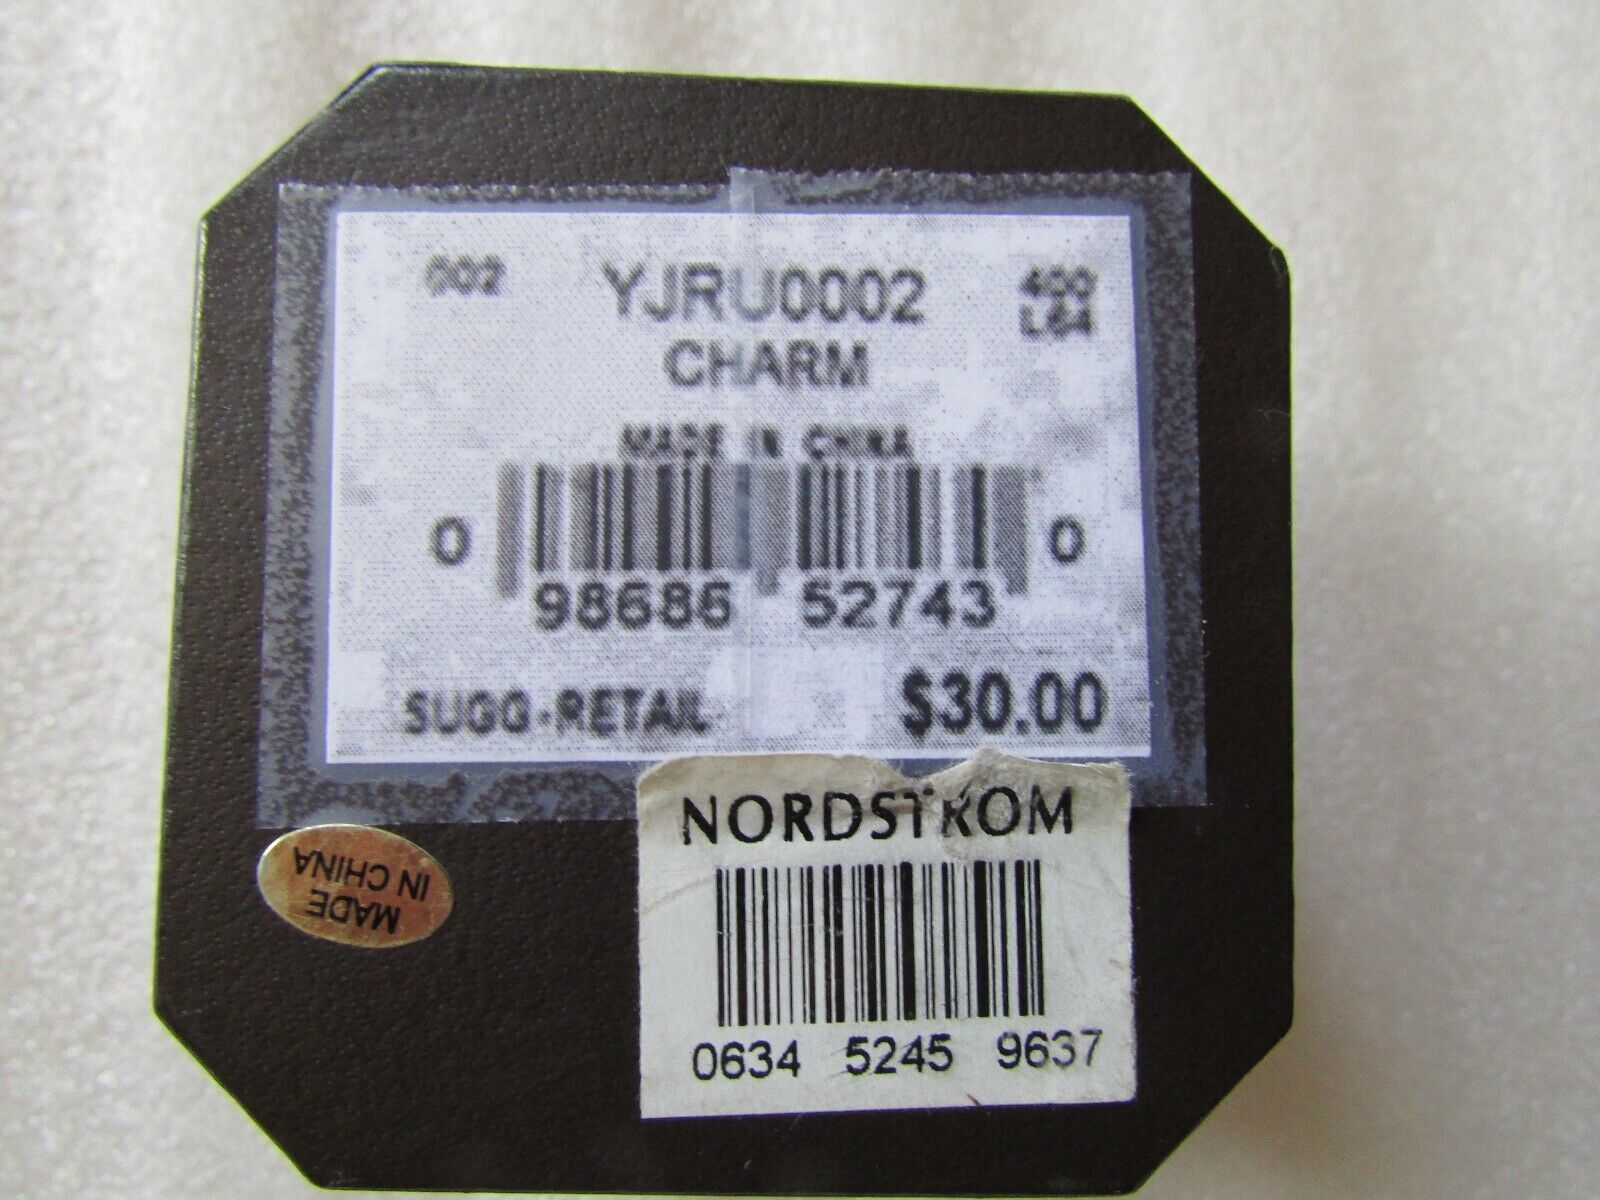 002 YJRU0002 400
L64
CHARM
MADE IN CHINA
0 98686 52743 0
SUGG-RETAIL $30.00
NORDSTROM
0634 5245 9637
MADE
IN CHINA